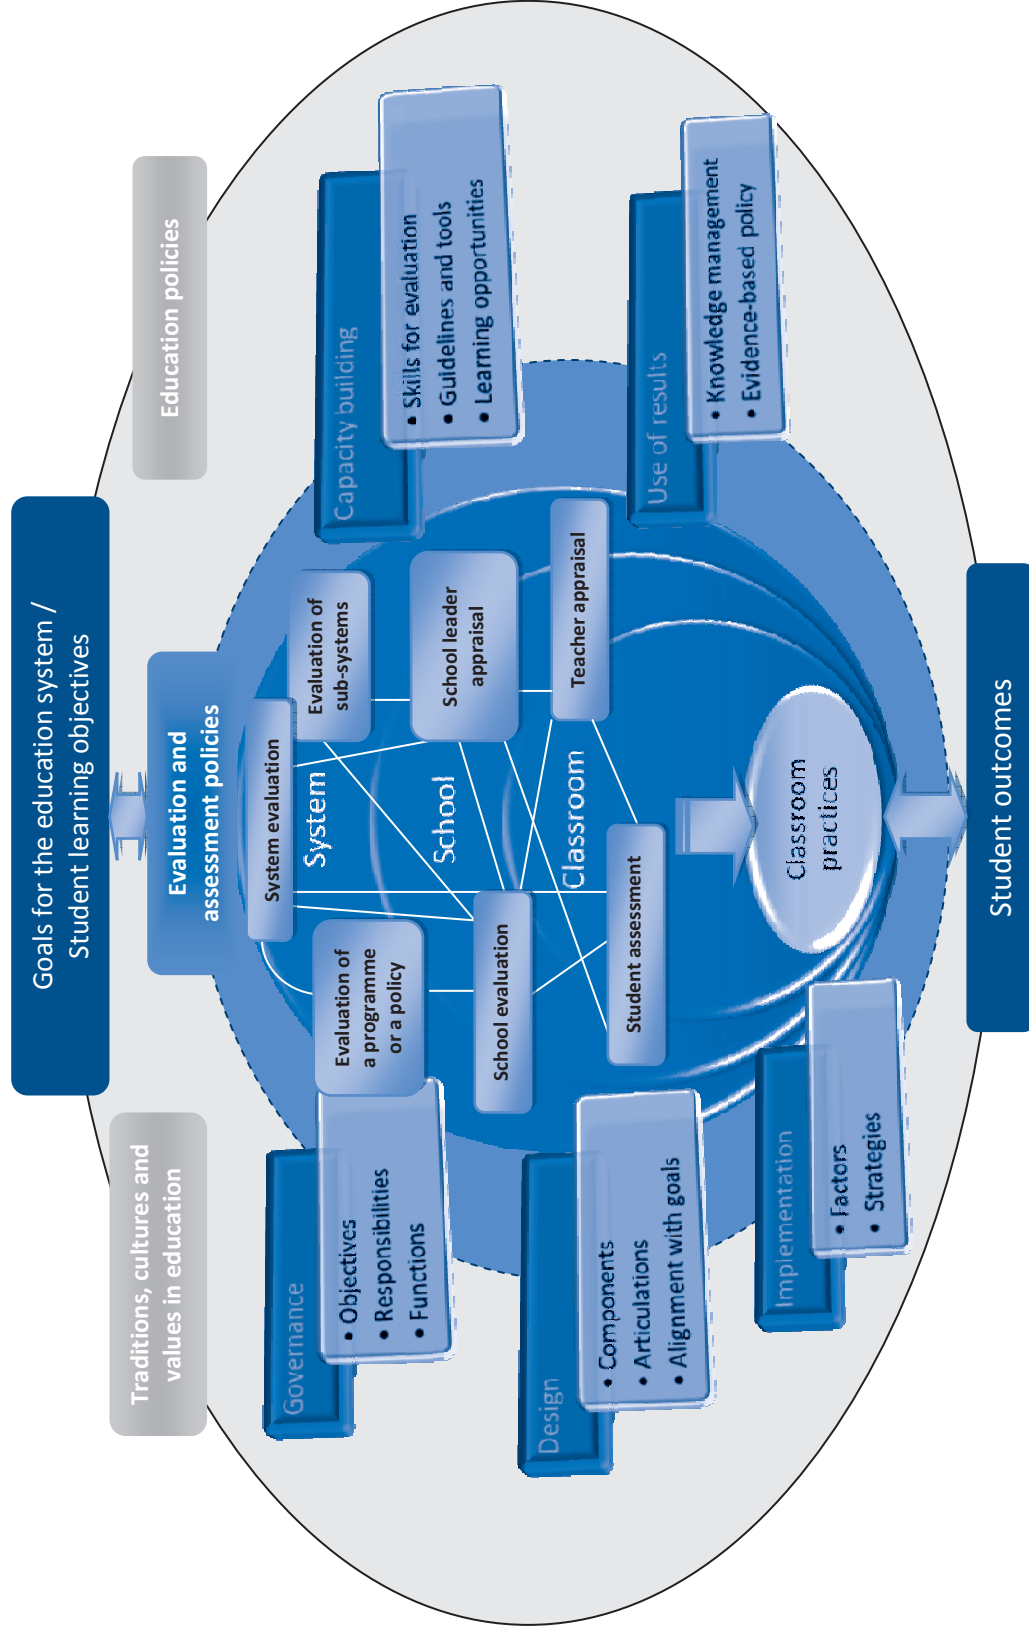 Goals for the education system /
Student learning objectives
Traditions, cultures and
values in education
Education policies
Evaluation and
assessment policies
Governance
• Objectives
• Responsibilities
• Functions
Design
• Components
• Articulations
• Alignment with goals
Implementation
• Factors
• Strategies
Capacity building
• Skills for evaluation
• Guidelines and tools
• Learning opportunities
Use of results
• Knowledge management
• Evidence-based policy
System evaluation
System
Evaluation of
a programme
or a policy
Evaluation of
sub-systems
School
School evaluation
School leader
appraisal
Classroom
Student assessment
Teacher appraisal
Classroom
practices
Student outcomes